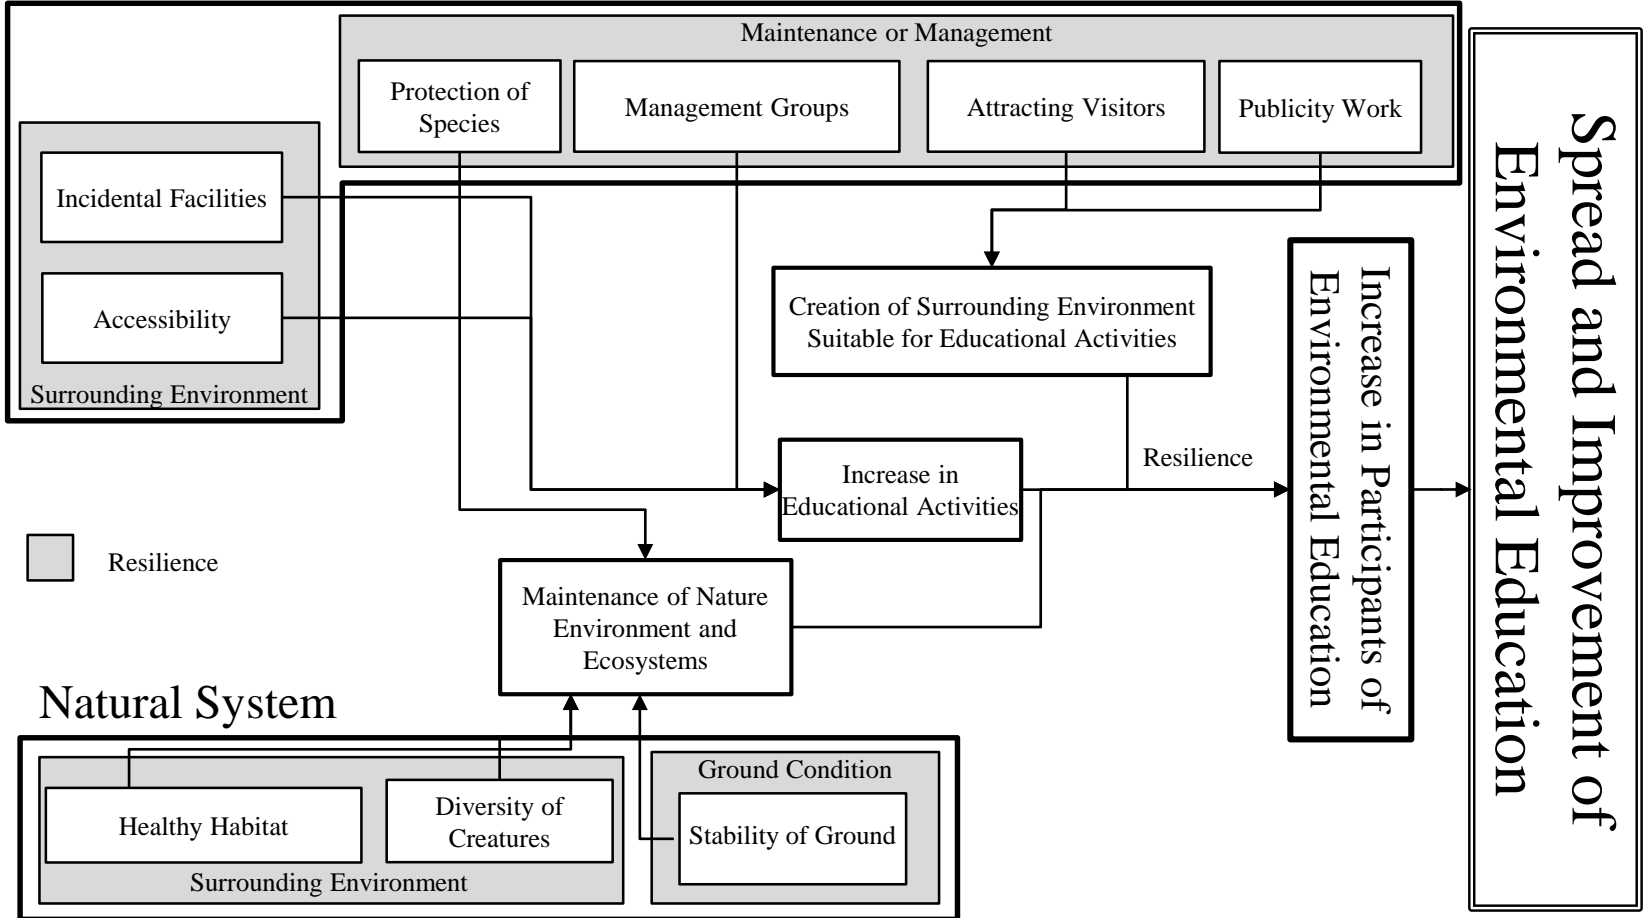 Maintenance or Management
Protection of
Species
Management Groups
Attracting Visitors
Publicity Work
Incidental Facilities
Accessibility
Surrounding Environment
Creation of Surrounding Environment
Suitable for Educational Activities
Increase in
Educational Activities
Resilience
Increase in Participants of
Environmental Education
Spread and Improvement of
Environmental Education
Resilience
Maintenance of Nature
Environment and
Ecosystems
Natural System
Healthy Habitat
Diversity of
Creatures
Surrounding Environment
Ground Condition
Stability of Ground